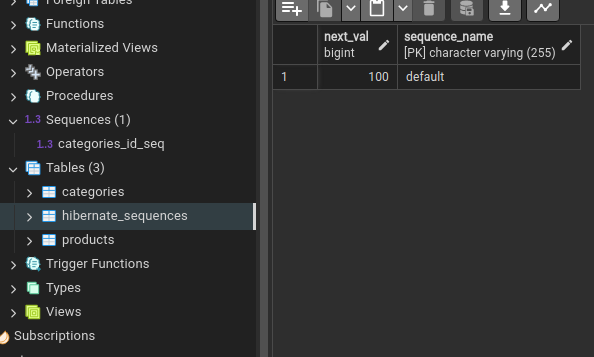 Foreign Tables
Functions
Materialized Views
Operators
Procedures
1.3 Sequences (1)
1.3 categories_id_seq
Tables (3)
categories
hibernate_sequences
products
Trigger Functions
Types
Views
Subscriptions
next_val
bigint
sequence_name
[PK] character varying (255)
1
100
default